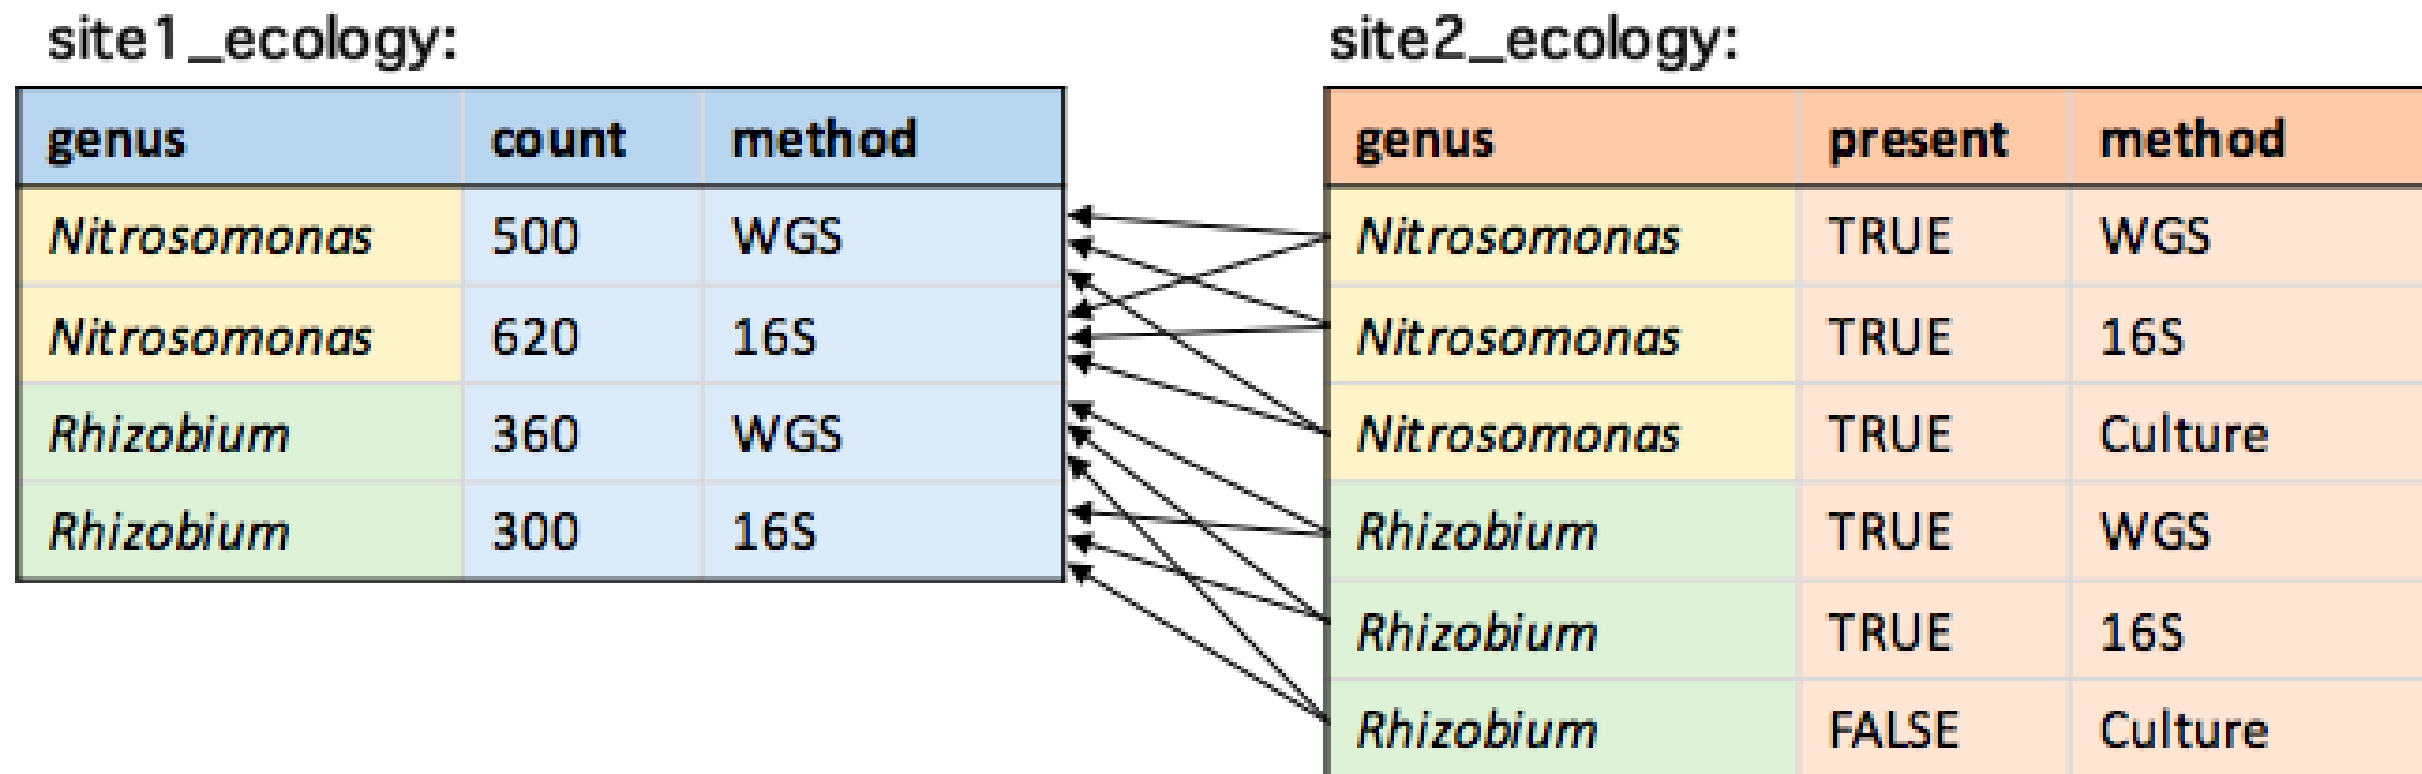 site1_ecology:
genus count method
Nitrosomonas 500 WGS
Nitrosomonas 620 16S
Rhizobium 360 WGS
Rhizobium 300 16S
site2_ecology:
genus present method
Nitrosomonas TRUE WGS
Nitrosomonas TRUE 16S
Nitrosomonas TRUE Culture
Rhizobium TRUE WGS
Rhizobium TRUE 16S
Rhizobium FALSE Culture